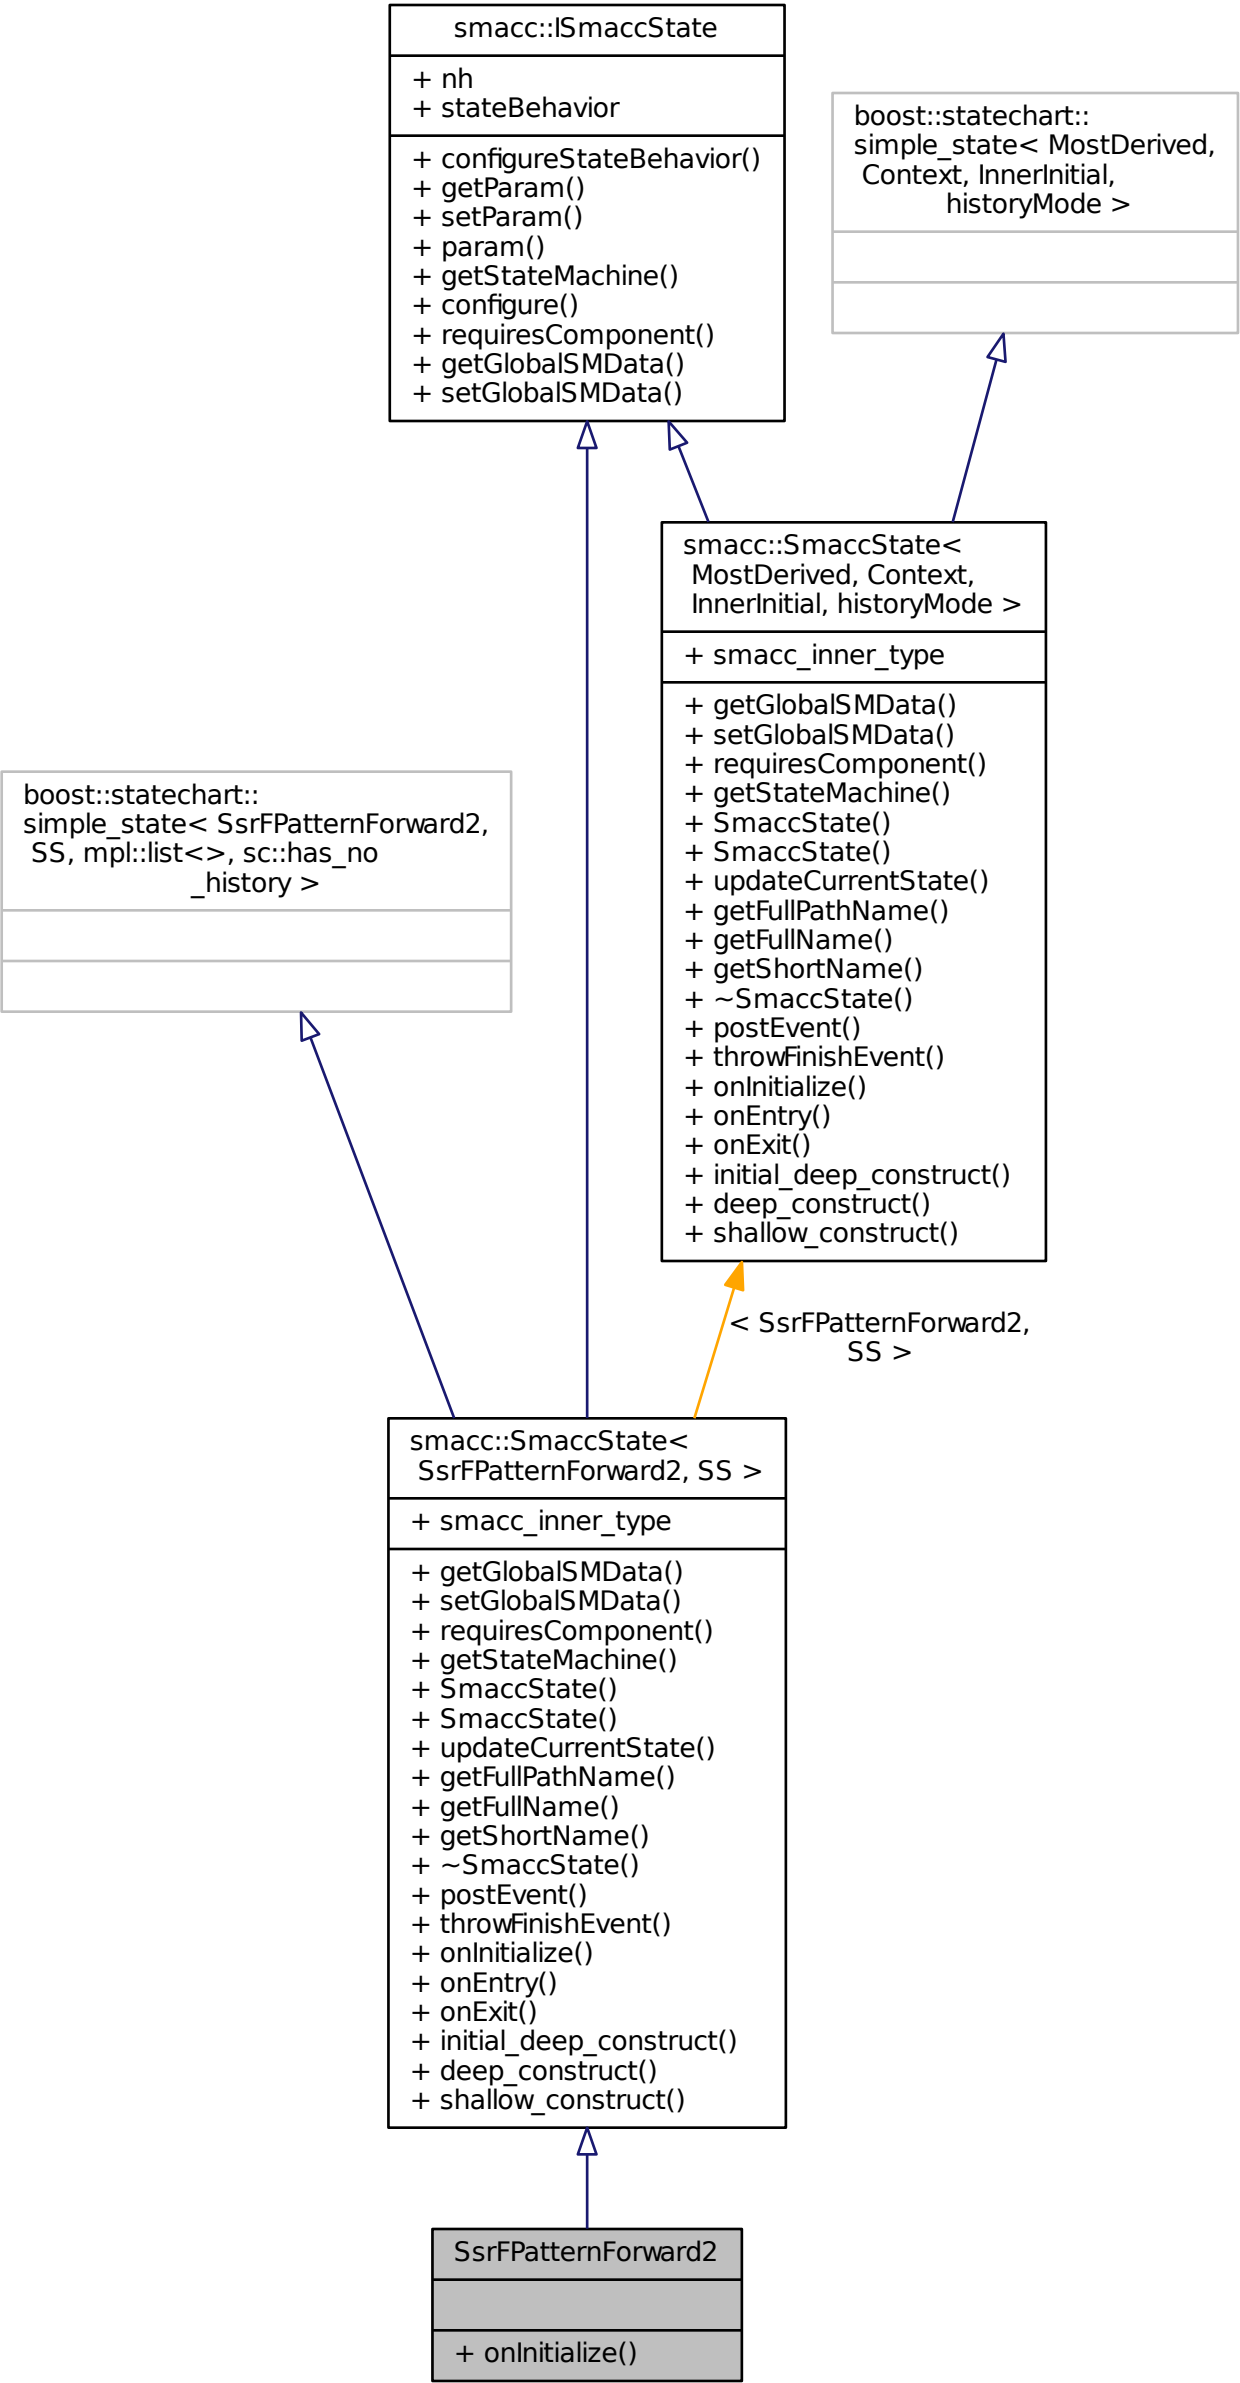 smacc::ISmaccState
+ nh
+ stateBehavior
+ configureStateBehavior()
+ getParam()
+ setParam()
+ param()
+ getStateMachine()
+ configure()
+ requiresComponent()
+ getGlobalSMData()
+ setGlobalSMData()
boost::statechart::
simple_state< MostDerived,
Context, InnerInitial,
historyMode >
smacc::SmaccState<
MostDerived, Context,
InnerInitial, historyMode >
+ smacc_inner_type
+ getGlobalSMData()
+ setGlobalSMData()
+ requiresComponent()
+ getStateMachine()
+ SmaccState()
+ SmaccState()
+ updateCurrentState()
+ getFullPathName()
+ getFullName()
+ getShortName()
+ ~SmaccState()
+ postEvent()
+ throwFinishEvent()
+ onInitialize()
+ onEntry()
+ onExit()
+ initial_deep_construct()
+ deep_construct()
+ shallow_construct()
boost::statechart::
simple_state< SsrFPatternForward2,
SS, mpl::list<>, sc::has_no
_history >
< SsrFPatternForward2,
SS >
smacc::SmaccState<
SsrFPatternForward2, SS >
+ smacc_inner_type
+ getGlobalSMData()
+ setGlobalSMData()
+ requiresComponent()
+ getStateMachine()
+ SmaccState()
+ SmaccState()
+ updateCurrentState()
+ getFullPathName()
+ getFullName()
+ getShortName()
+ ~SmaccState()
+ postEvent()
+ throwFinishEvent()
+ onInitialize()
+ onEntry()
+ onExit()
+ initial_deep_construct()
+ deep_construct()
+ shallow_construct()
SsrFPatternForward2
+ onInitialize()